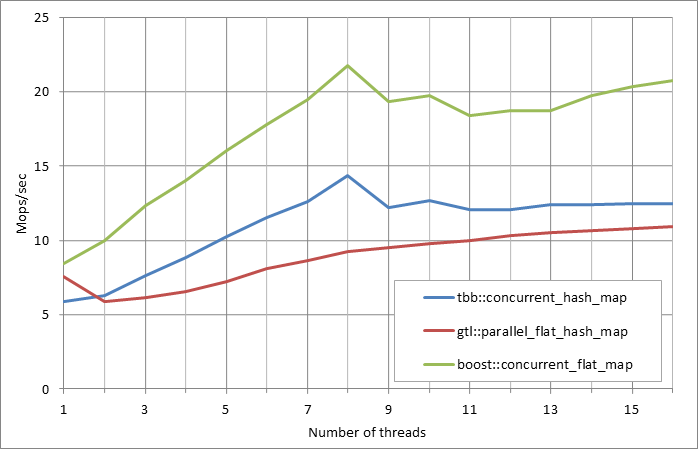 25
20
15
10
5
0
Mops/sec
tbb::concurrent_hash_map
gtl::parallel_flat_hash_map
boost::concurrent_flat_map
1 3 5 7 9 11 13 15
Number of threads